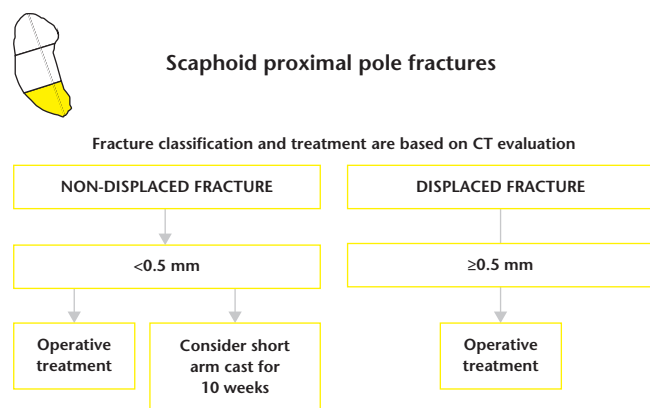 Scaphoid proximal pole fractures
Fracture classification and treatment are based on CT evaluation
NON-DISPLACED FRACTURE
DISPLACED FRACTURE
<0.5 mm
≥0.5 mm
Operative
treatment
Consider short
arm cast for
10 weeks
Operative
treatment